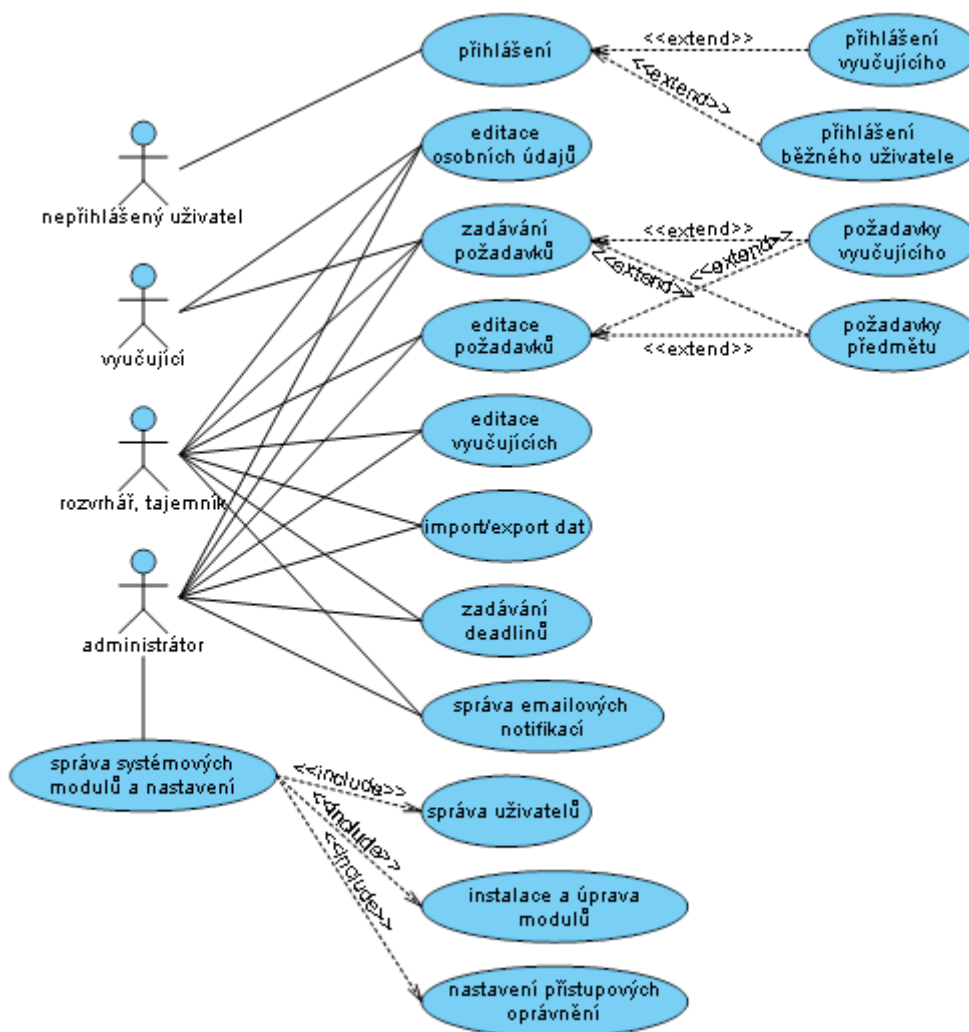 přihlášení
<<extend>>
přihlášení
vyučujícího
<<extend>>
přihlášení
běžného uživatele
nepřihlášený uživatel
editace
osobních údajů
zadávání
požadavků
<<extend>>
<<extend>>
<<extend>>
požadavky
vyučujícího
vyučující
editace
požadavků
<<extend>>
požadavky
předmětu
rozvrhář, tajemník
editace
vyučujících
import/export dat
administrátor
zadávání
deadlinů
správa emailových
notifikací
správa systémových
modulů a nastavení
<<include>>
<<include>>
<<include>>
správa uživatelů
instalace a úprava
modulů
nastavení přístupových
oprávnění